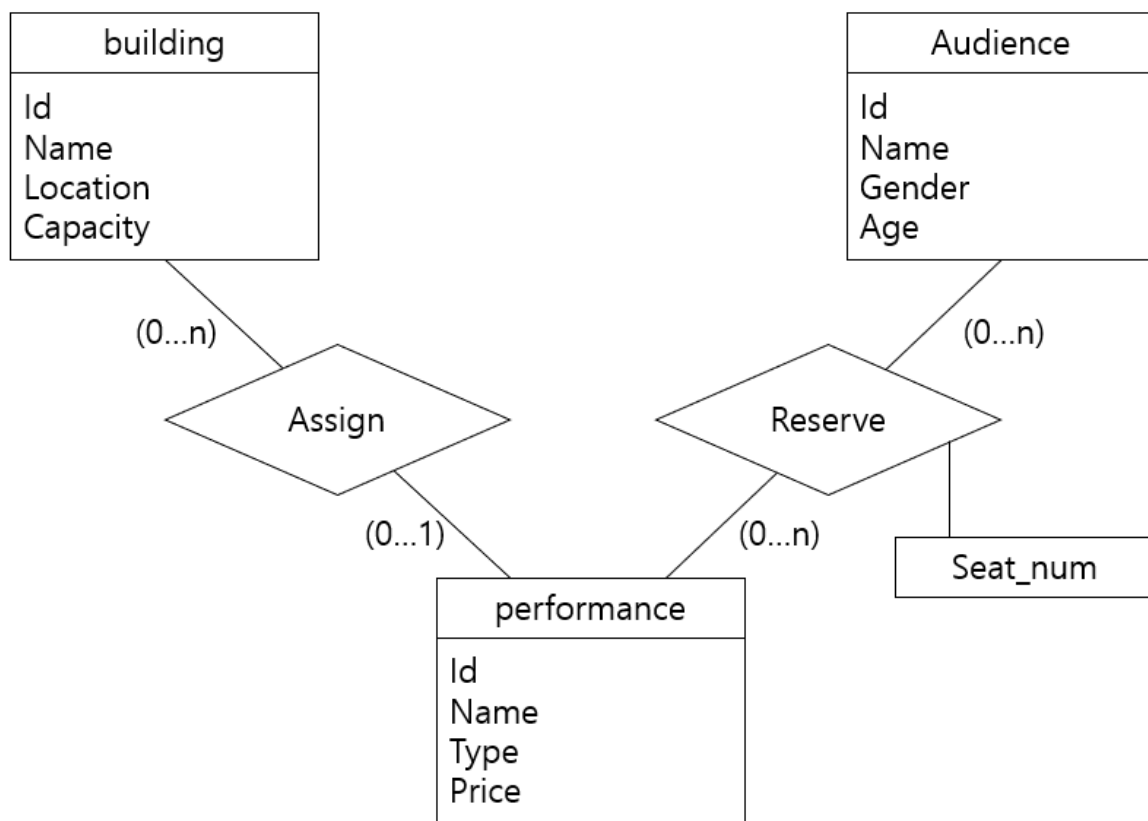 building
Id
Name
Location
Capacity
Audience
Id
Name
Gender
Age
(0...n)
(0...n)
Assign
Reserve
(0...1)
(0...n)
Seat_num
performance
Id
Name
Type
Price